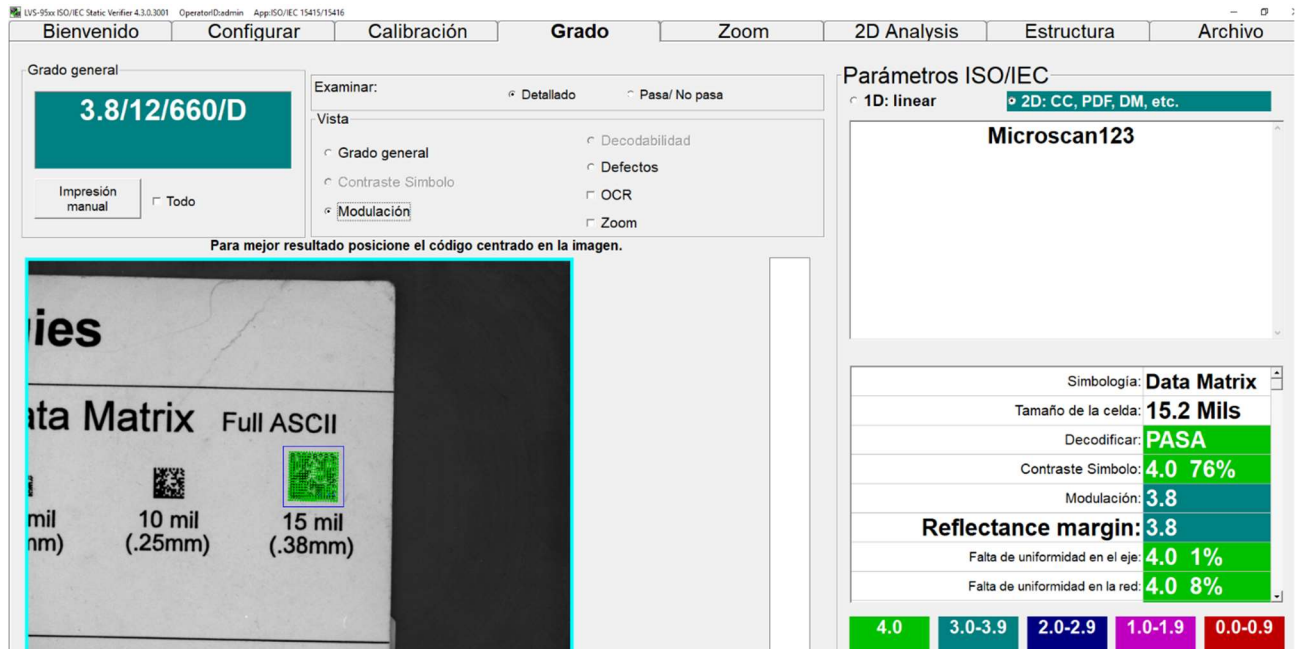 LVS-95xx ISO/IEC Static Verifier 4.3.0.3001 OperatorID:admin App:ISO/IEC 15415/15416
Bienvenido Configurar Calibración Grado Zoom 2D Analysis Estructura Archivo
Grado general
3.8/12/660/D
Impresión manual
Todo
Examinar:
Detallado
Pasa/ No pasa
Vista
Grado general
Contraste Simbolo
Modulación
Decodabilidad
Defectos
OCR
Zoom
Para mejor resultado posicione el código centrado en la imagen.
ies
ata Matrix Full ASCII
mil 10 mil 15 mil
nm) (.25mm) (.38mm)
Parámetros ISO/IEC
1D: linear
2D: CC, PDF, DM, etc.
Microscan123
Simbología: Data Matrix
Tamaño de la celda: 15.2 Mils
Decodificar: PASA
Contraste Simbolo: 4.0 76%
Modulación: 3.8
Reflectance margin: 3.8
Falta de uniformidad en el eje: 4.0 1%
Falta de uniformidad en la red: 4.0 8%
4.0 3.0-3.9 2.0-2.9 1.0-1.9 0.0-0.9